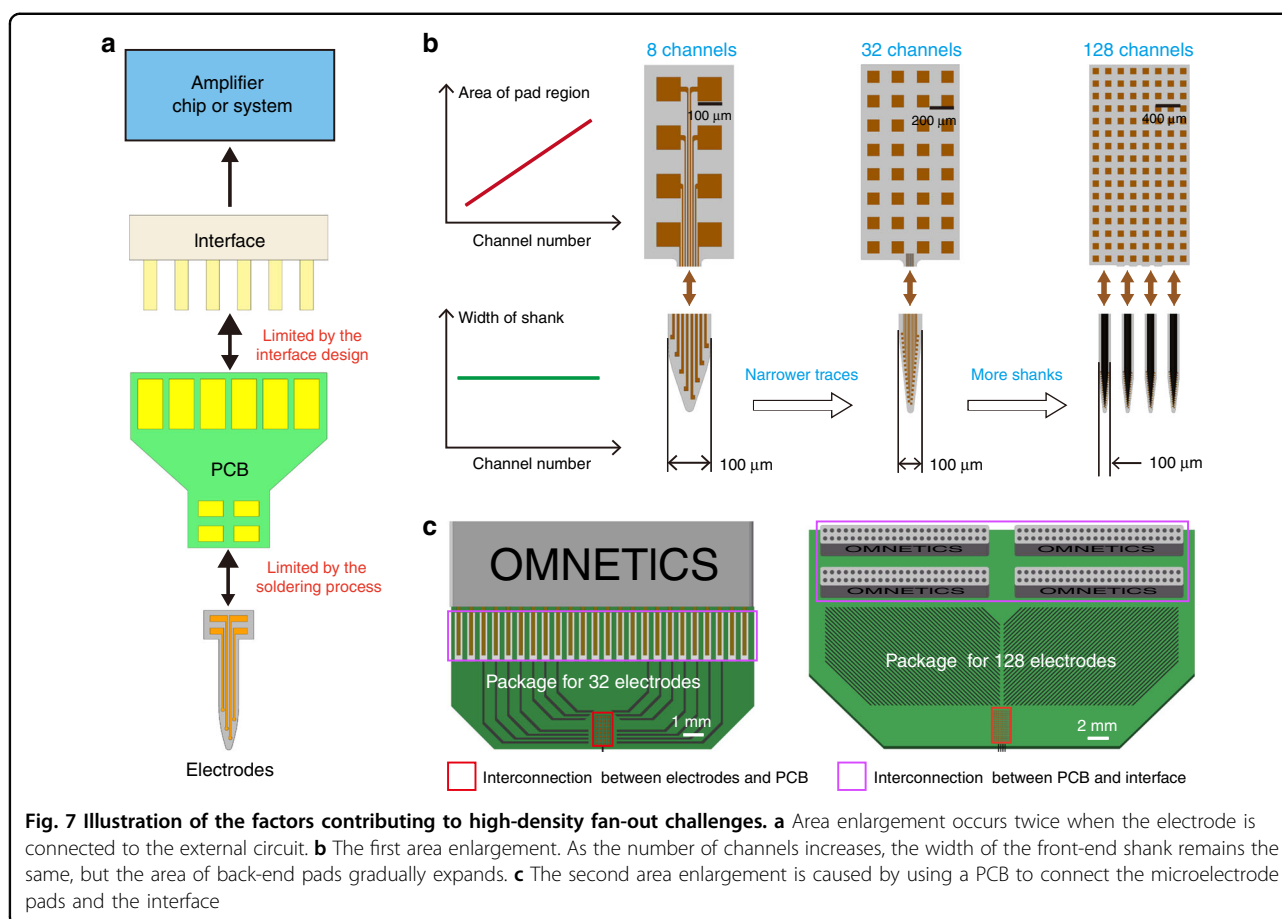 a
Amplifier
chip or system
Interface
Limited by the
interface design
PCB
Limited by the
soldering process
Electrodes
b
8 channels
32 channels
128 channels
Area of pad region
Channel number
100 μm
200 μm
400 μm
Width of shank
Channel number
Narrower traces
More shanks
100 μm
100 μm
100 μm
c
OMNETICS
Package for 32 electrodes
1 mm
OMNETICS
OMNETICS
OMNETICS
OMNETICS
Package for 128 electrodes
2 mm
Interconnection between electrodes and PCB
Interconnection between PCB and interface
Fig. 7 Illustration of the factors contributing to high-density fan-out challenges. a Area enlargement occurs twice when the electrode is
connected to the external circuit. b The first area enlargement. As the number of channels increases, the width of the front-end shank remains the
same, but the area of back-end pads gradually expands. c The second area enlargement is caused by using a PCB to connect the microelectrode
pads and the interface